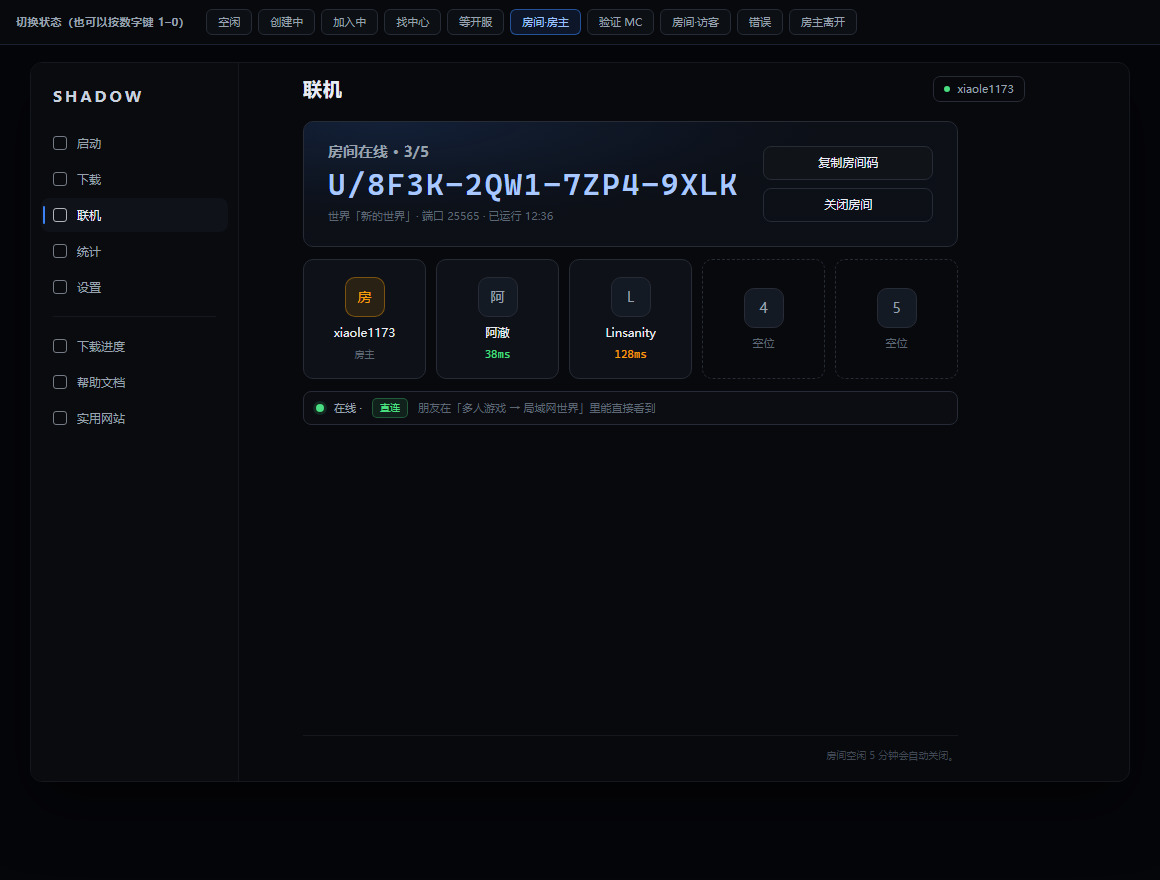 切换状态（也可以按数字键 1–0） 空闲 创建中 加入中 找中心 等开服 房间·房主 验证 MC 房间·访客 错误 房主离开
SHADOW
启动
下载
联机
统计
设置
下载进度
帮助文档
实用网站
联机
xiaole1173
房间在线 • 3/5
U/8F3K-2QW1-7ZP4-9XLK
世界「新的世界」· 端口 25565 · 已运行 12:36
复制房间码
关闭房间
房
xiaole1173
房主
阿
阿澈
38ms
L
Linsanity
128ms
4
空位
5
空位
在线 · 直连 朋友在「多人游戏 → 局域网世界」里能直接看到
房间空闲 5 分钟会自动关闭。